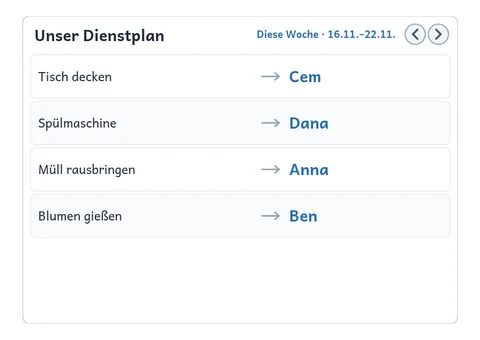 Unser Dienstplan
Diese Woche · 16.11.–22.11.
Tisch decken → Cem
Spülmaschine → Dana
Müll rausbringen → Anna
Blumen gießen → Ben